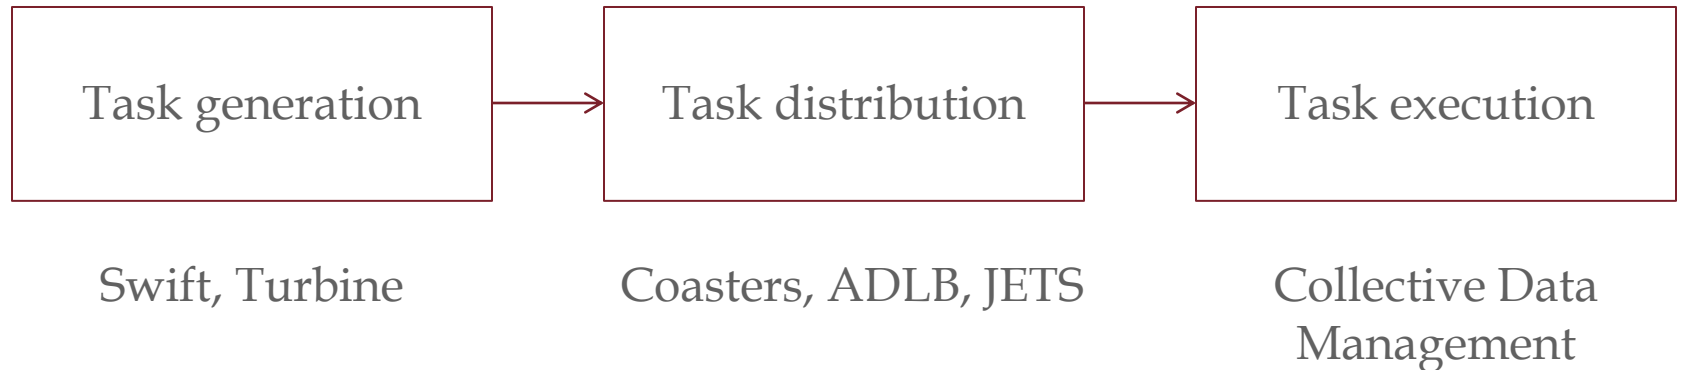 Task generation
Task distribution
Task execution
Swift, Turbine
Coasters, ADLB, JETS
Collective Data
Management